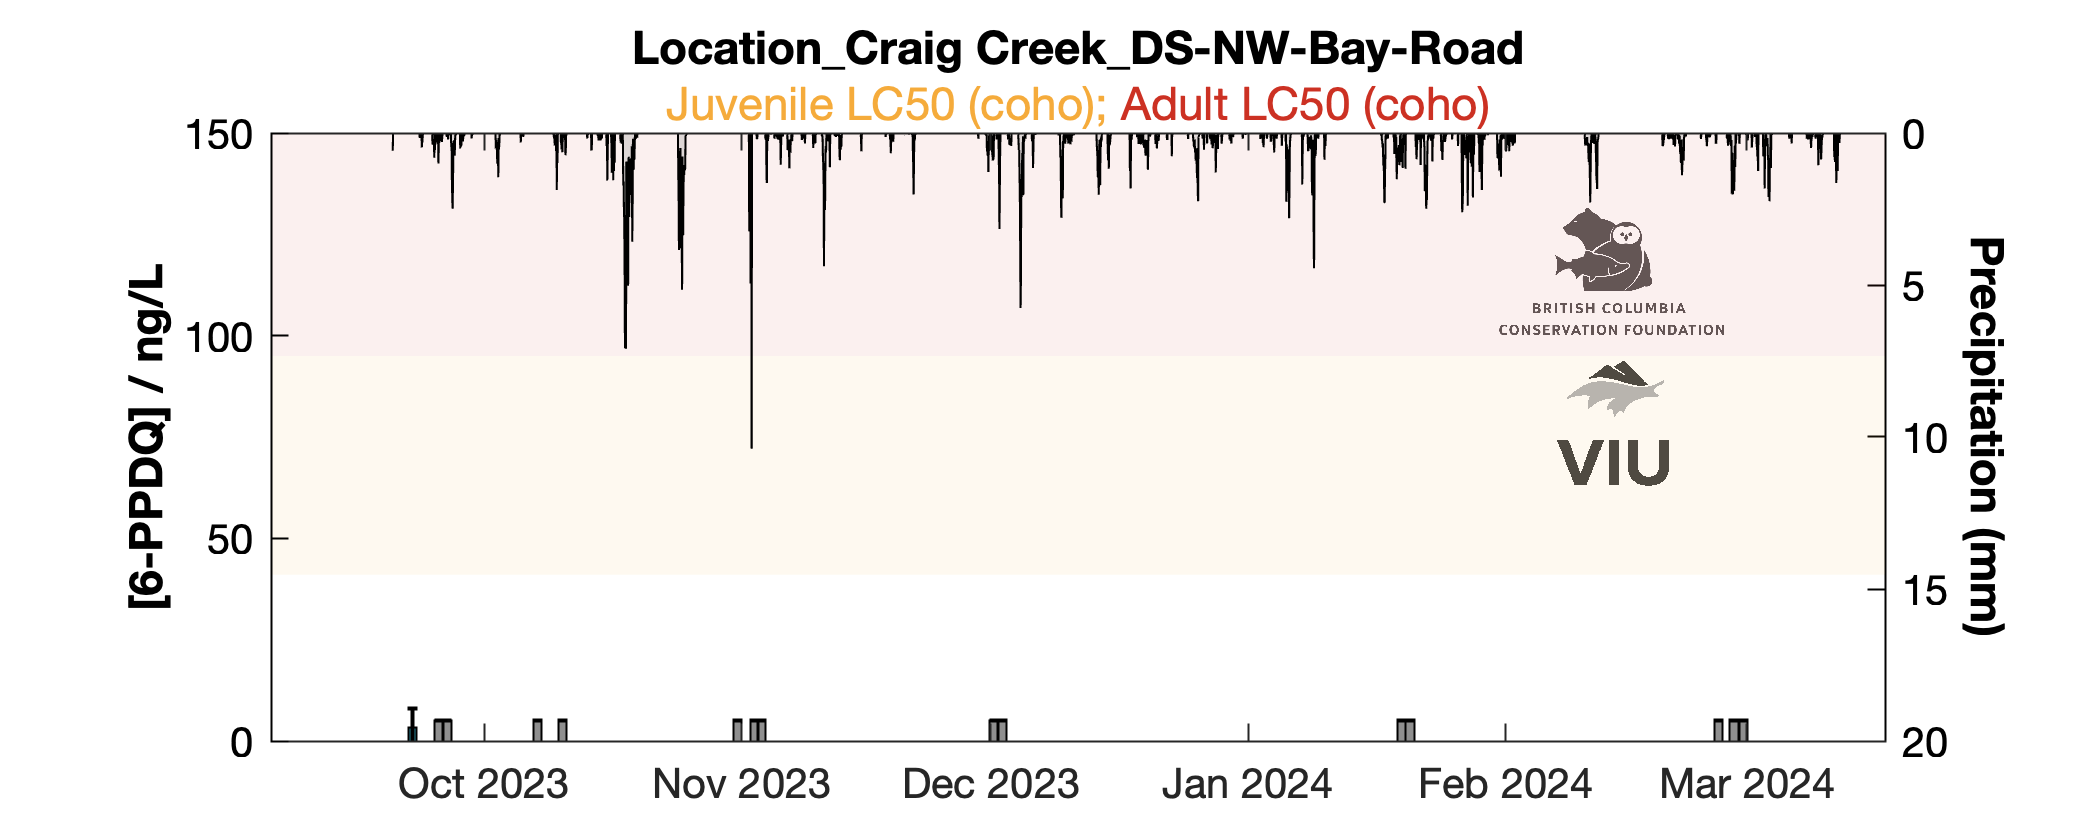 Location_Craig Creek_DS-NW-Bay-Road
Juvenile LC50 (coho); Adult LC50 (coho)
150
100
50
0
[6-PPDQ] / ng/L
0
5
10
15
20
Precipitation (mm)
BRITISH COLUMBIA
CONSERVATION FOUNDATION
VIU
Oct 2023
Nov 2023
Dec 2023
Jan 2024
Feb 2024
Mar 2024